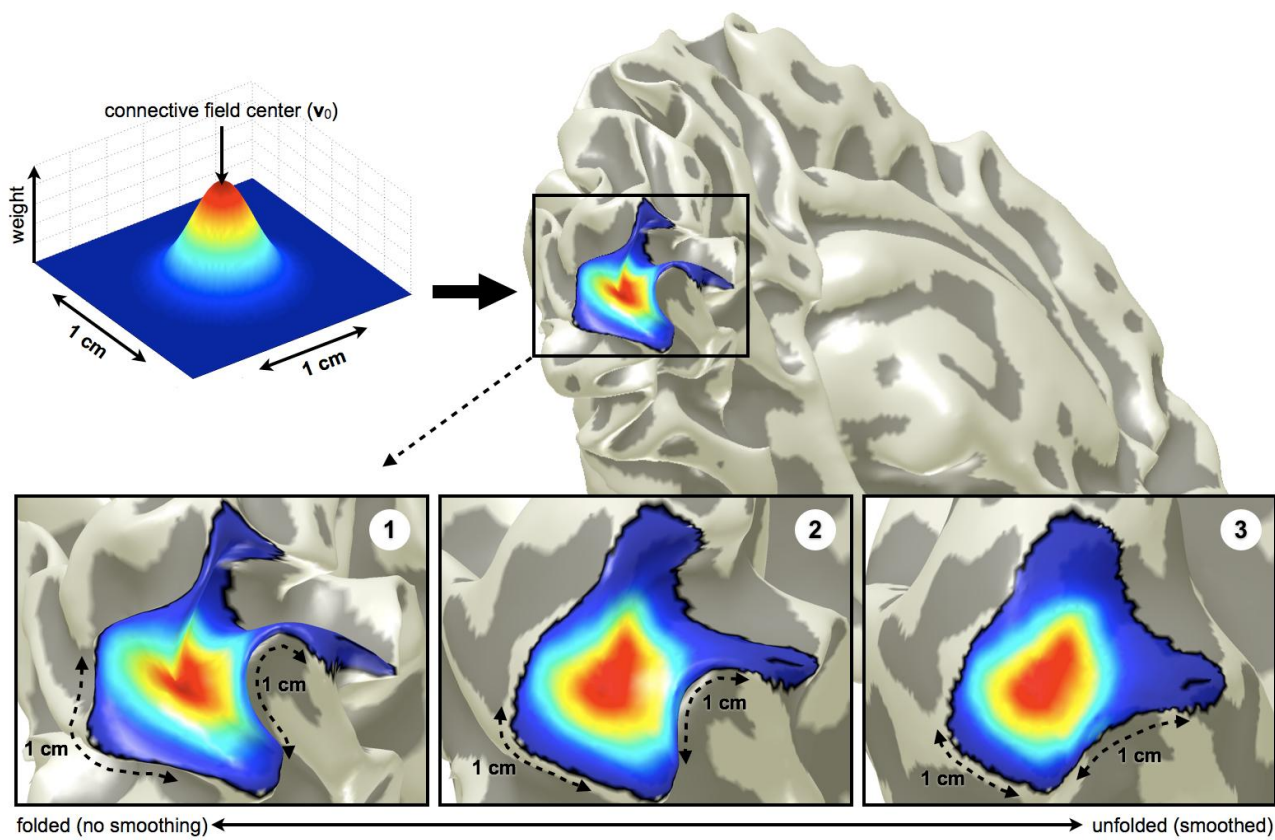 connective field center (v₀)
weight
1 cm
1 cm
1
2
3
1 cm
1 cm
1 cm
1 cm
1 cm
1 cm
folded (no smoothing)
unfolded (smoothed)